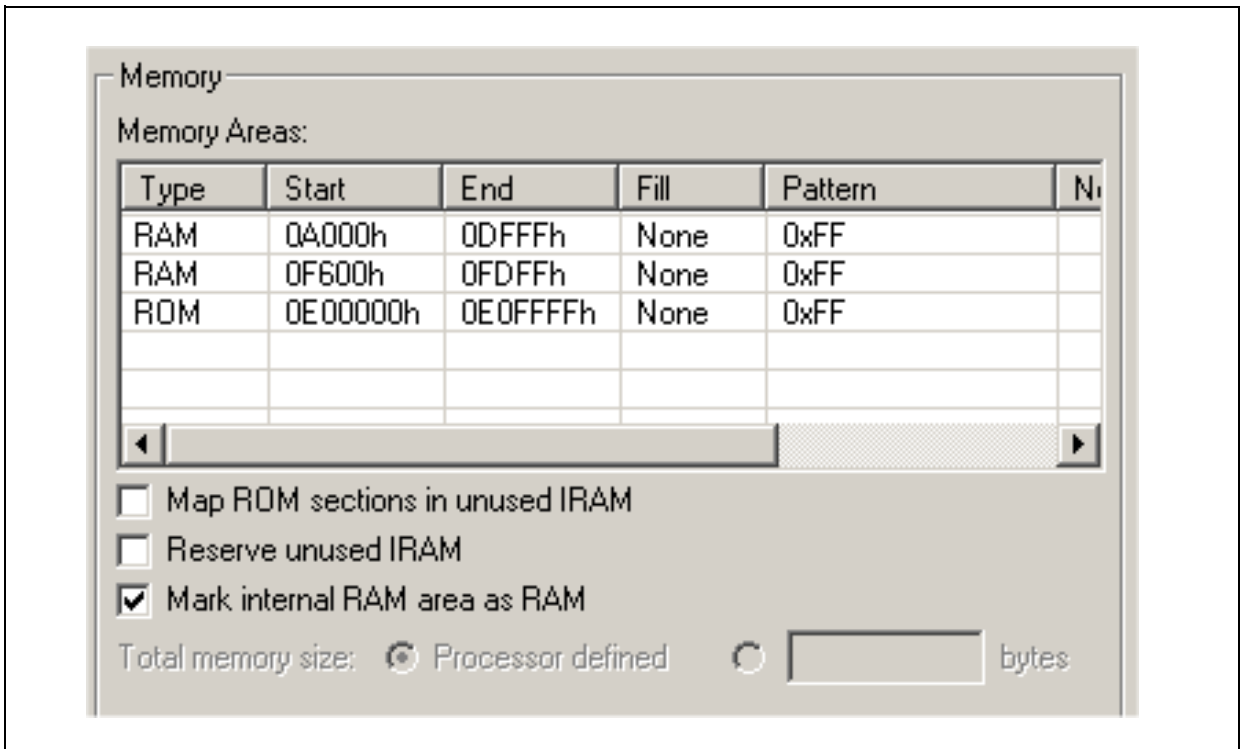 Memory
Memory Areas:
Type Start End Fill Pattern
RAM 0A000h 0DFFFh None 0xFF
RAM 0F600h 0FDFFh None 0xFF
ROM 0E00000h 0E0FFFFh None 0xFF
Map ROM sections in unused IRAM
Reserve unused IRAM
Mark internal RAM area as RAM
Total memory size: Processor defined bytes